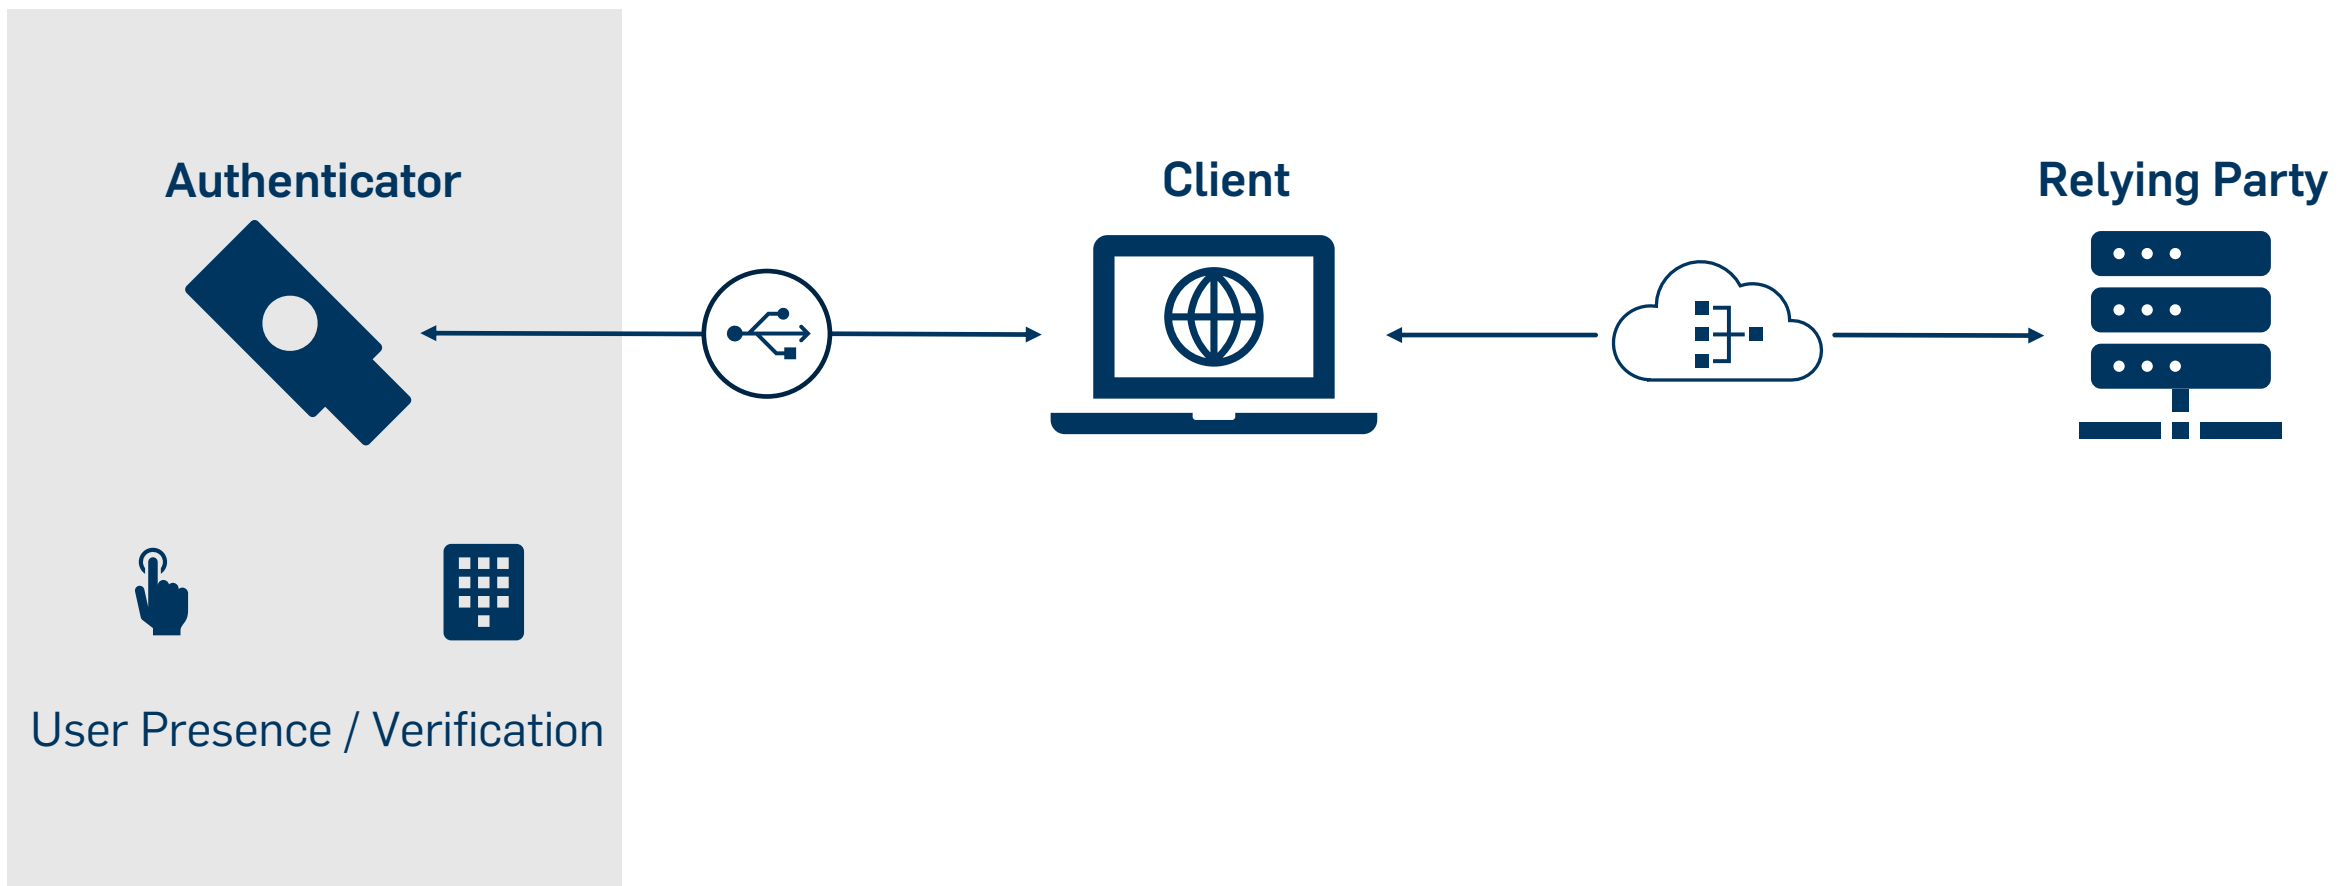 Authenticator
Client
Relying Party
User Presence / Verification